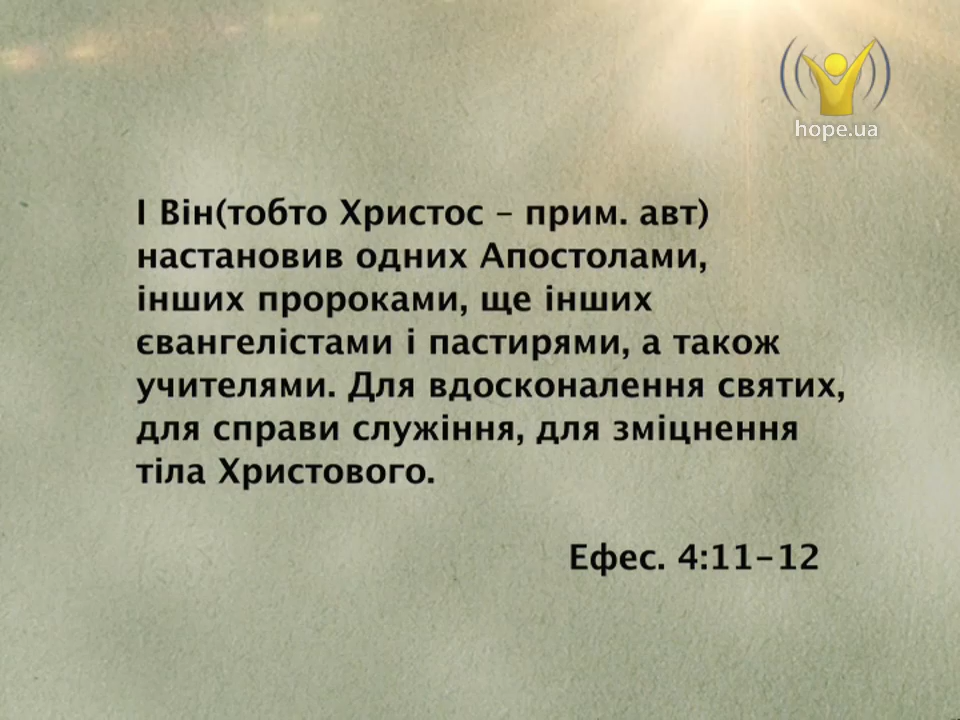 hope.ua
І Він(тобто Христос – прим. авт)
настановив одних Апостолами,
інших пророками, ще інших
євангелістами і пастирями, а також
учителями. Для вдосконалення святих,
для справи служіння, для зміцнення
тіла Христового.
Ефес. 4:11-12